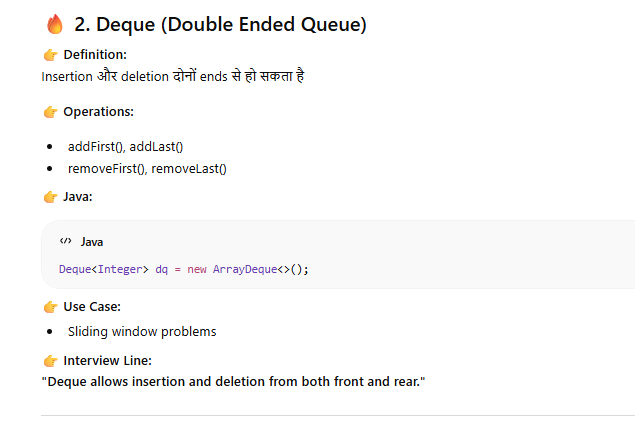 🔥 2. Deque (Double Ended Queue)
👉 Definition:
Insertion और deletion दोनों ends से हो सकता है
👉 Operations:
• addFirst(), addLast()
• removeFirst(), removeLast()
👉 Java:
</> Java
Deque<Integer> dq = new ArrayDeque<>();
👉 Use Case:
• Sliding window problems
👉 Interview Line:
"Deque allows insertion and deletion from both front and rear."